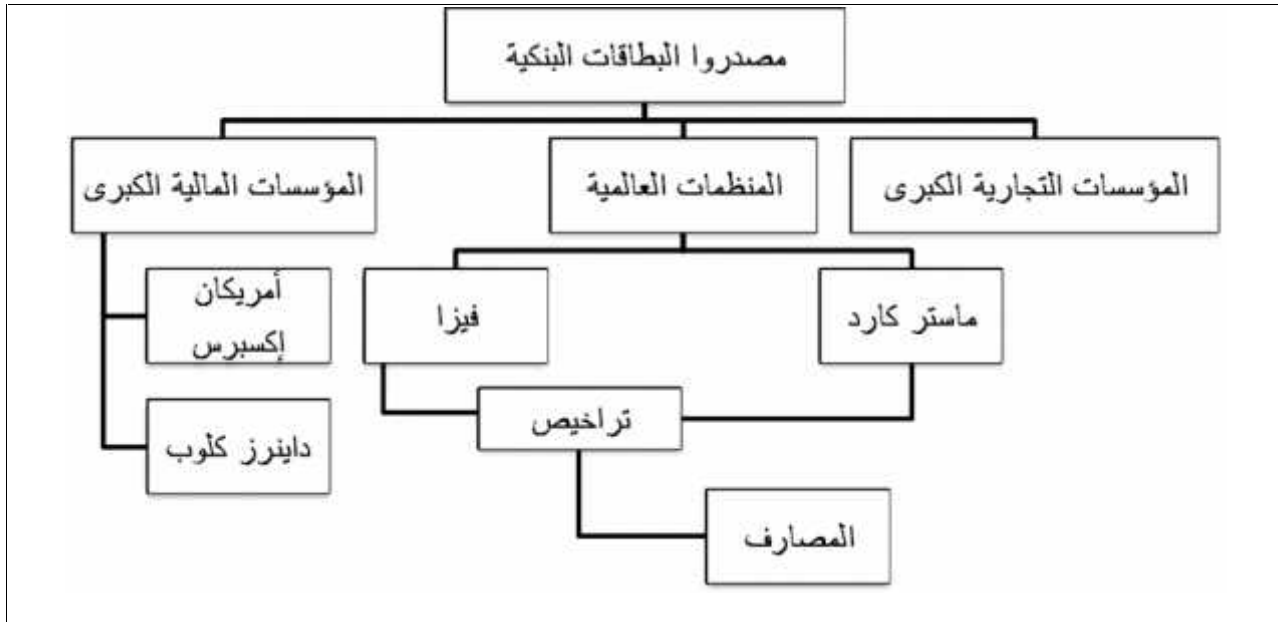 مصدروا البطاقات البنكية
المؤسسات التجارية الكبرى
المنظمات العالمية
المؤسسات المالية الكبرى
ماستر كارد
فيزا
أمريكان
إكسبرس
تراخيص
داينرز كلوب
المصارف